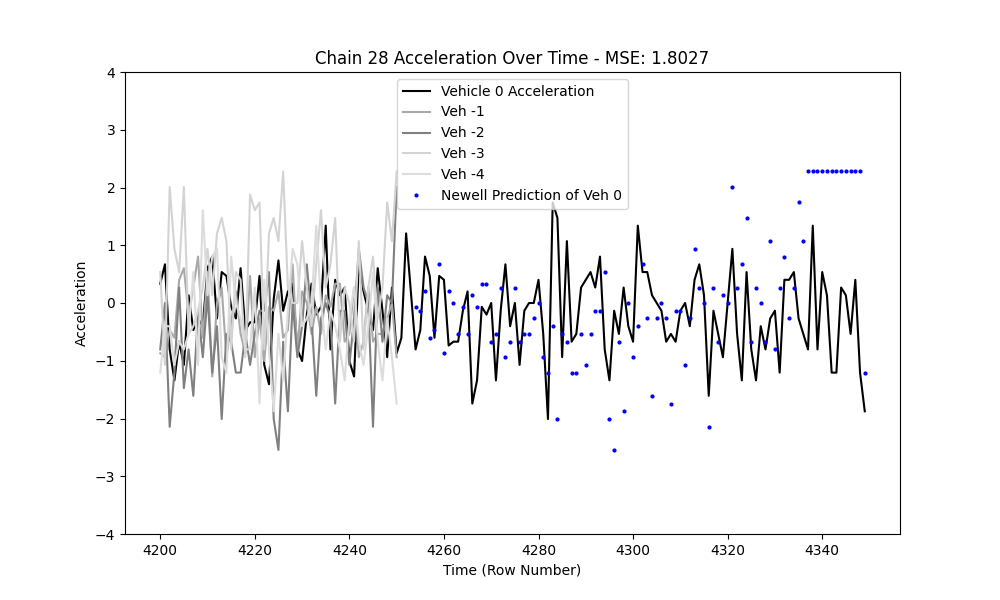 Chain 28 Acceleration Over Time - MSE: 1.8027
Acceleration
4
3
2
1
0
−1
−2
−3
−4
Vehicle 0 Acceleration
Veh -1
Veh -2
Veh -3
Veh -4
Newell Prediction of Veh 0
4200 4220 4240 4260 4280 4300 4320 4340
Time (Row Number)